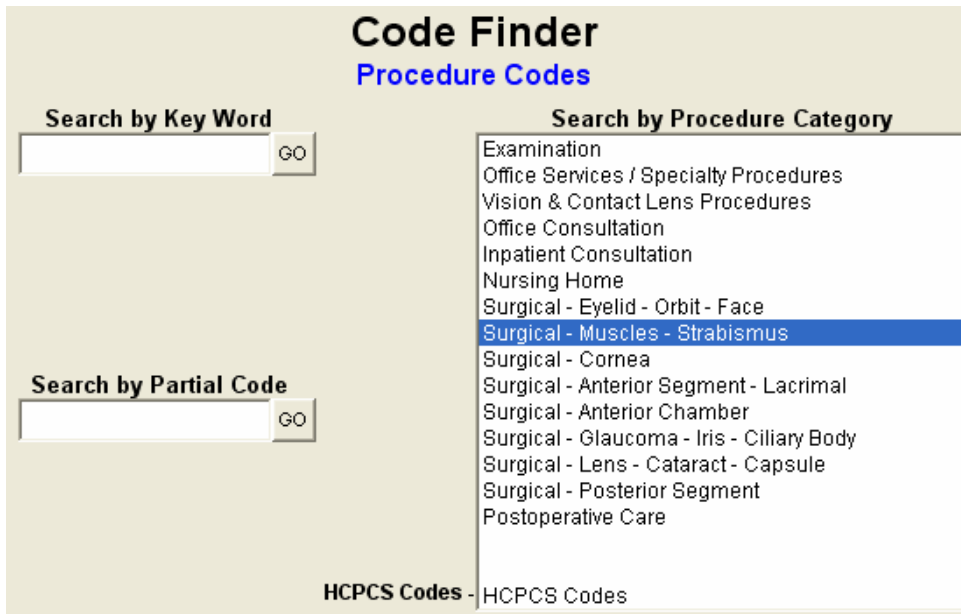 Code Finder
Procedure Codes
Search by Key Word
GO
Search by Partial Code
GO
Search by Procedure Category
Examination
Office Services / Specialty Procedures
Vision & Contact Lens Procedures
Office Consultation
Inpatient Consultation
Nursing Home
Surgical - Eyelid - Orbit - Face
Surgical - Muscles - Strabismus
Surgical - Cornea
Surgical - Anterior Segment - Lacrimal
Surgical - Anterior Chamber
Surgical - Glaucoma - Iris - Ciliary Body
Surgical - Lens - Cataract - Capsule
Surgical - Posterior Segment
Postoperative Care
HCPCS Codes - HCPCS Codes